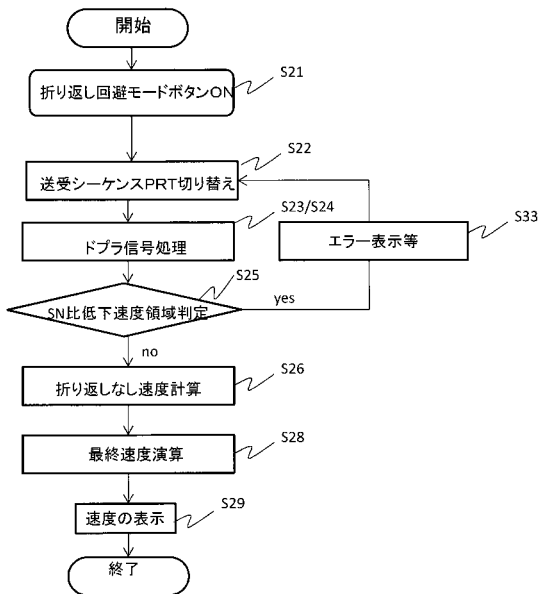 開始
折り返し回避モードボタンON
S21
送受シーケンスPRT切り替え
S22
ドプラ信号処理
S23/S24
エラー表示等
S33
SN比低下速度領域判定
S25
yes
no
折り返しなし速度計算
S26
最終速度演算
S28
速度の表示
S29
終了